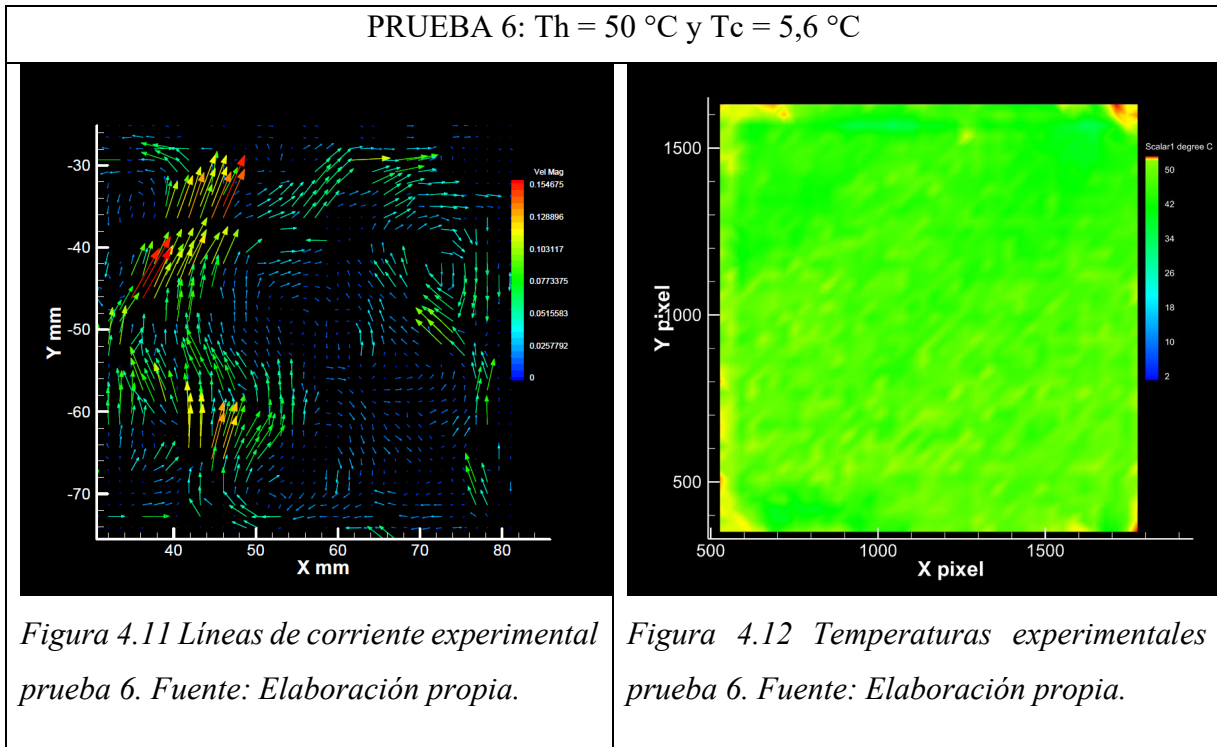 PRUEBA 6: Th = 50 °C y Tc = 5,6 °C
-30
-40
-50
-60
-70
Y mm
40 50 60 70 80
X mm
Vel Mag
0.154675
0.128896
0.103117
0.0773375
0.0515583
0.0257792
0
1500
1000
500
Y pixel
500 1000 1500
X pixel
Scalar1 degree C
50
42
34
26
18
10
2
Figura 4.11 Líneas de corriente experimental
prueba 6. Fuente: Elaboración propia.
Figura 4.12 Temperaturas experimentales
prueba 6. Fuente: Elaboración propia.